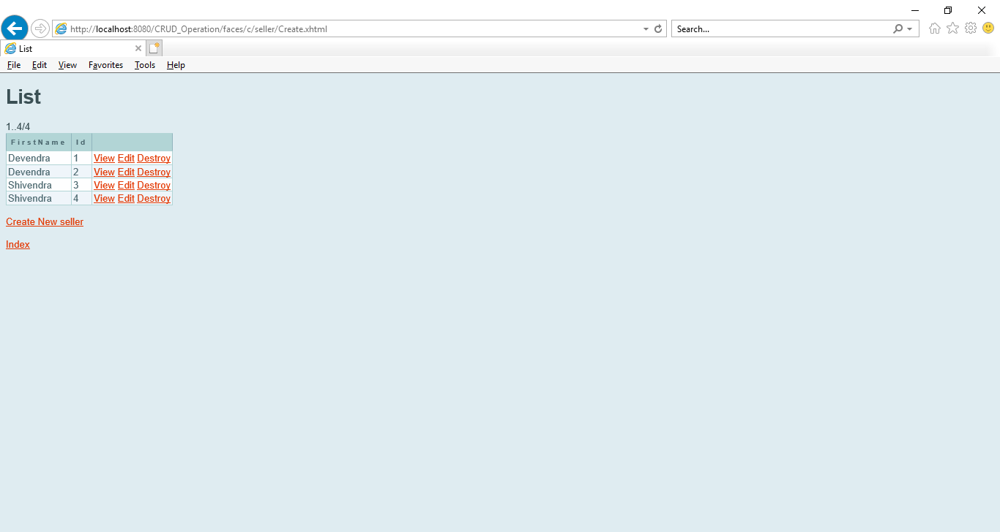 http://localhost:8080/CRUD_Operation/faces/c/seller/Create.xhtml
Search...
List
File Edit View Favorites Tools Help
List
1..4/4
FirstName Id
Devendra 1 View Edit Destroy
Devendra 2 View Edit Destroy
Shivendra 3 View Edit Destroy
Shivendra 4 View Edit Destroy
Create New seller
Index